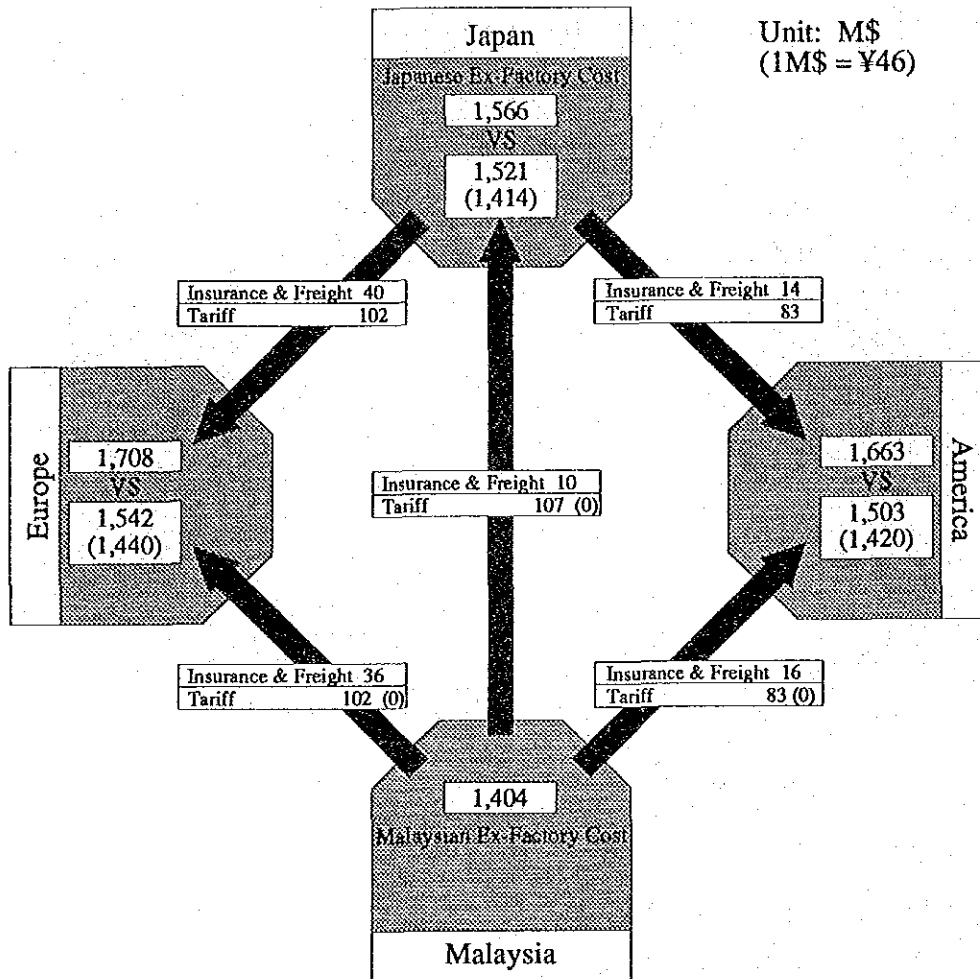 Japan
Unit: M$
(1M$ = ¥46)
Japanese Ex-Factory Cost
1,566
VS
1,521
(1,414)
Insurance & Freight 40
Tariff 102
Insurance & Freight 14
Tariff 83
Europe
1,708
VS
1,542
(1,440)
Insurance & Freight 10
Tariff 107 (0)
1,663
VS
1,503
(1,420)
America
Insurance & Freight 36
Tariff 102 (0)
Insurance & Freight 16
Tariff 83 (0)
1,404
Malaysian Ex-Factory Cost
Malaysia